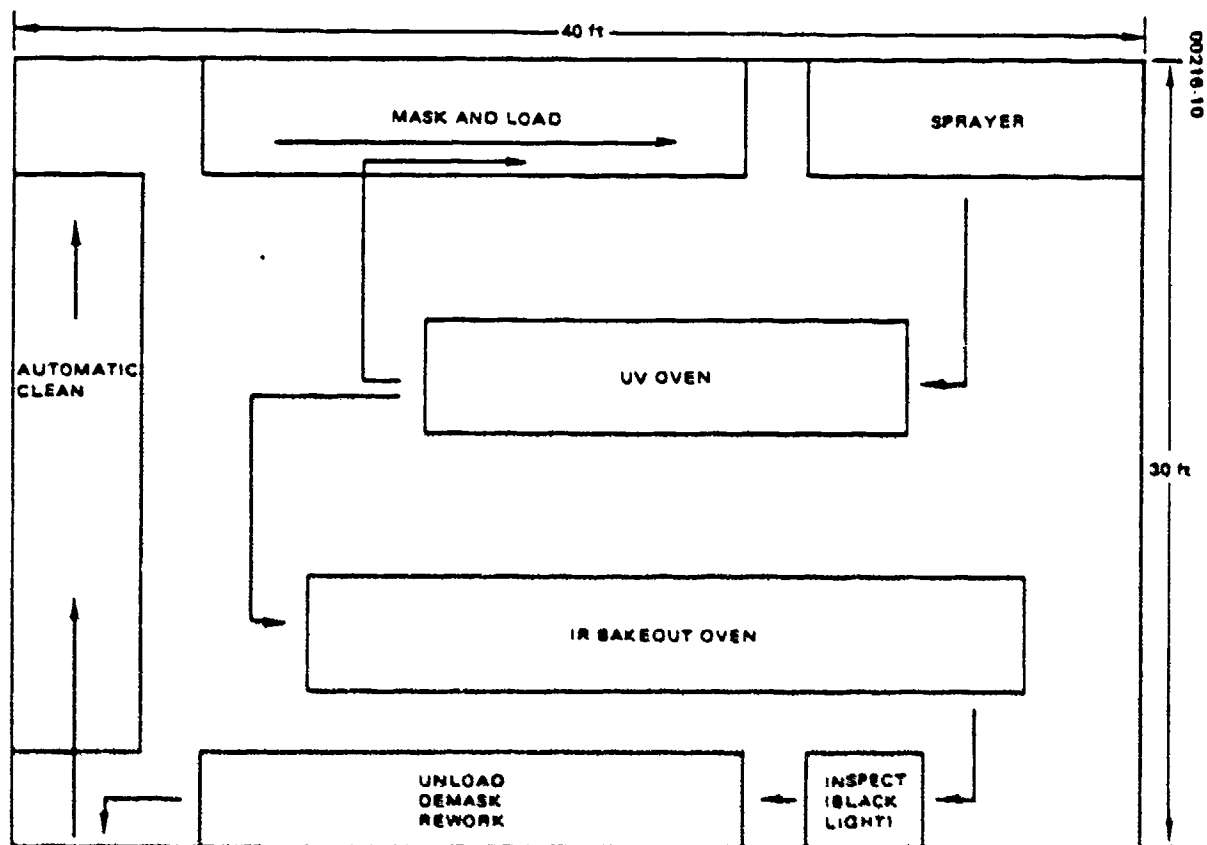 40 ft
00216-10
MASK AND LOAD
SPRAYER
AUTOMATIC
CLEAN
UV OVEN
30 ft
IR BAKEOUT OVEN
UNLOAD
DEMASK
REWORK
INSPECT
(BLACK
LIGHT)